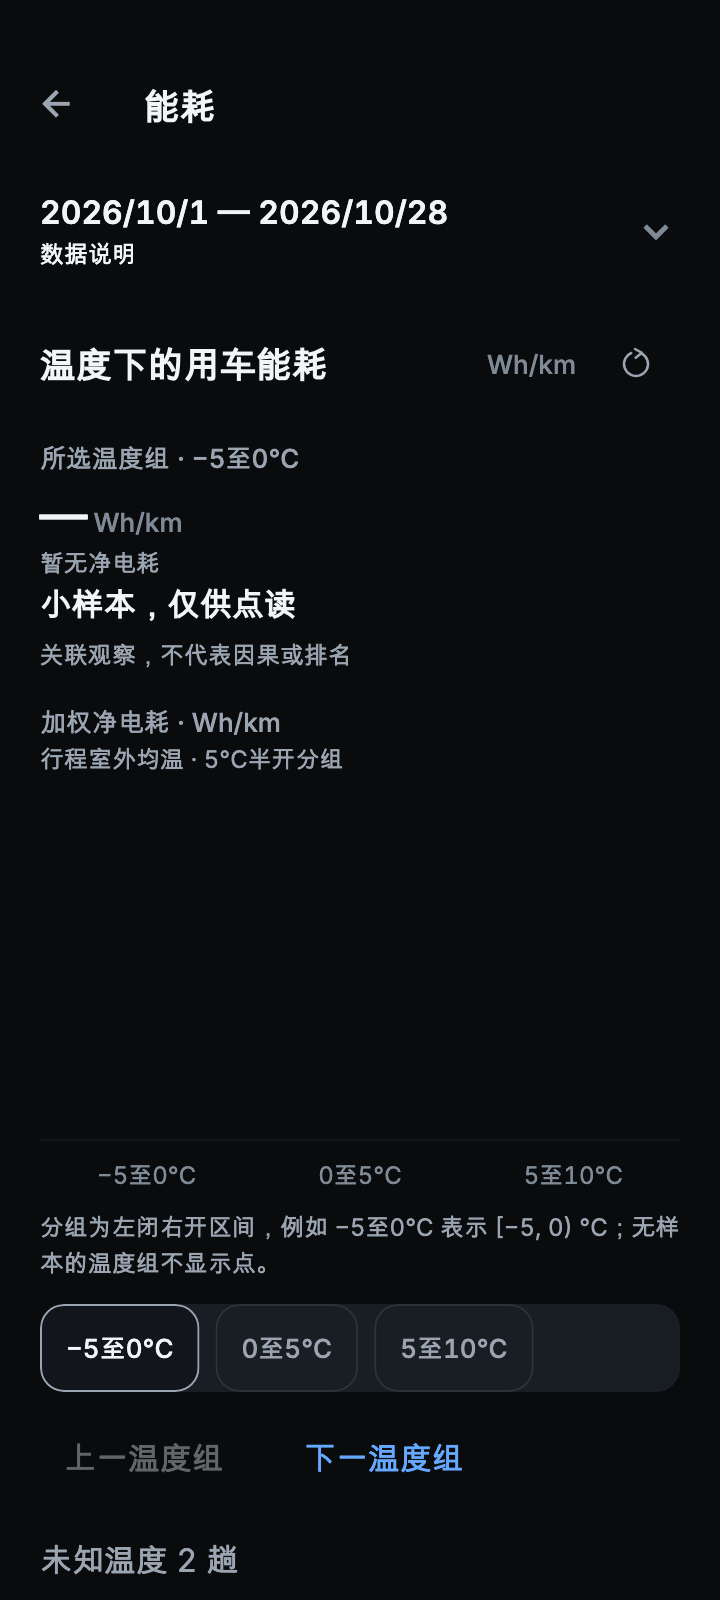 能耗
2026/10/1 — 2026/10/28
数据说明
温度下的用车能耗 Wh/km
所选温度组 · −5至0°C
— Wh/km
暂无净电耗
小样本，仅供点读
关联观察，不代表因果或排名
加权净电耗 · Wh/km
行程室外均温 · 5°C半开分组
−5至0°C 0至5°C 5至10°C
分组为左闭右开区间，例如 −5至0°C 表示 [−5, 0) °C；无样
本的温度组不显示点。
−5至0°C 0至5°C 5至10°C
上一温度组 下一温度组
未知温度 2 趟